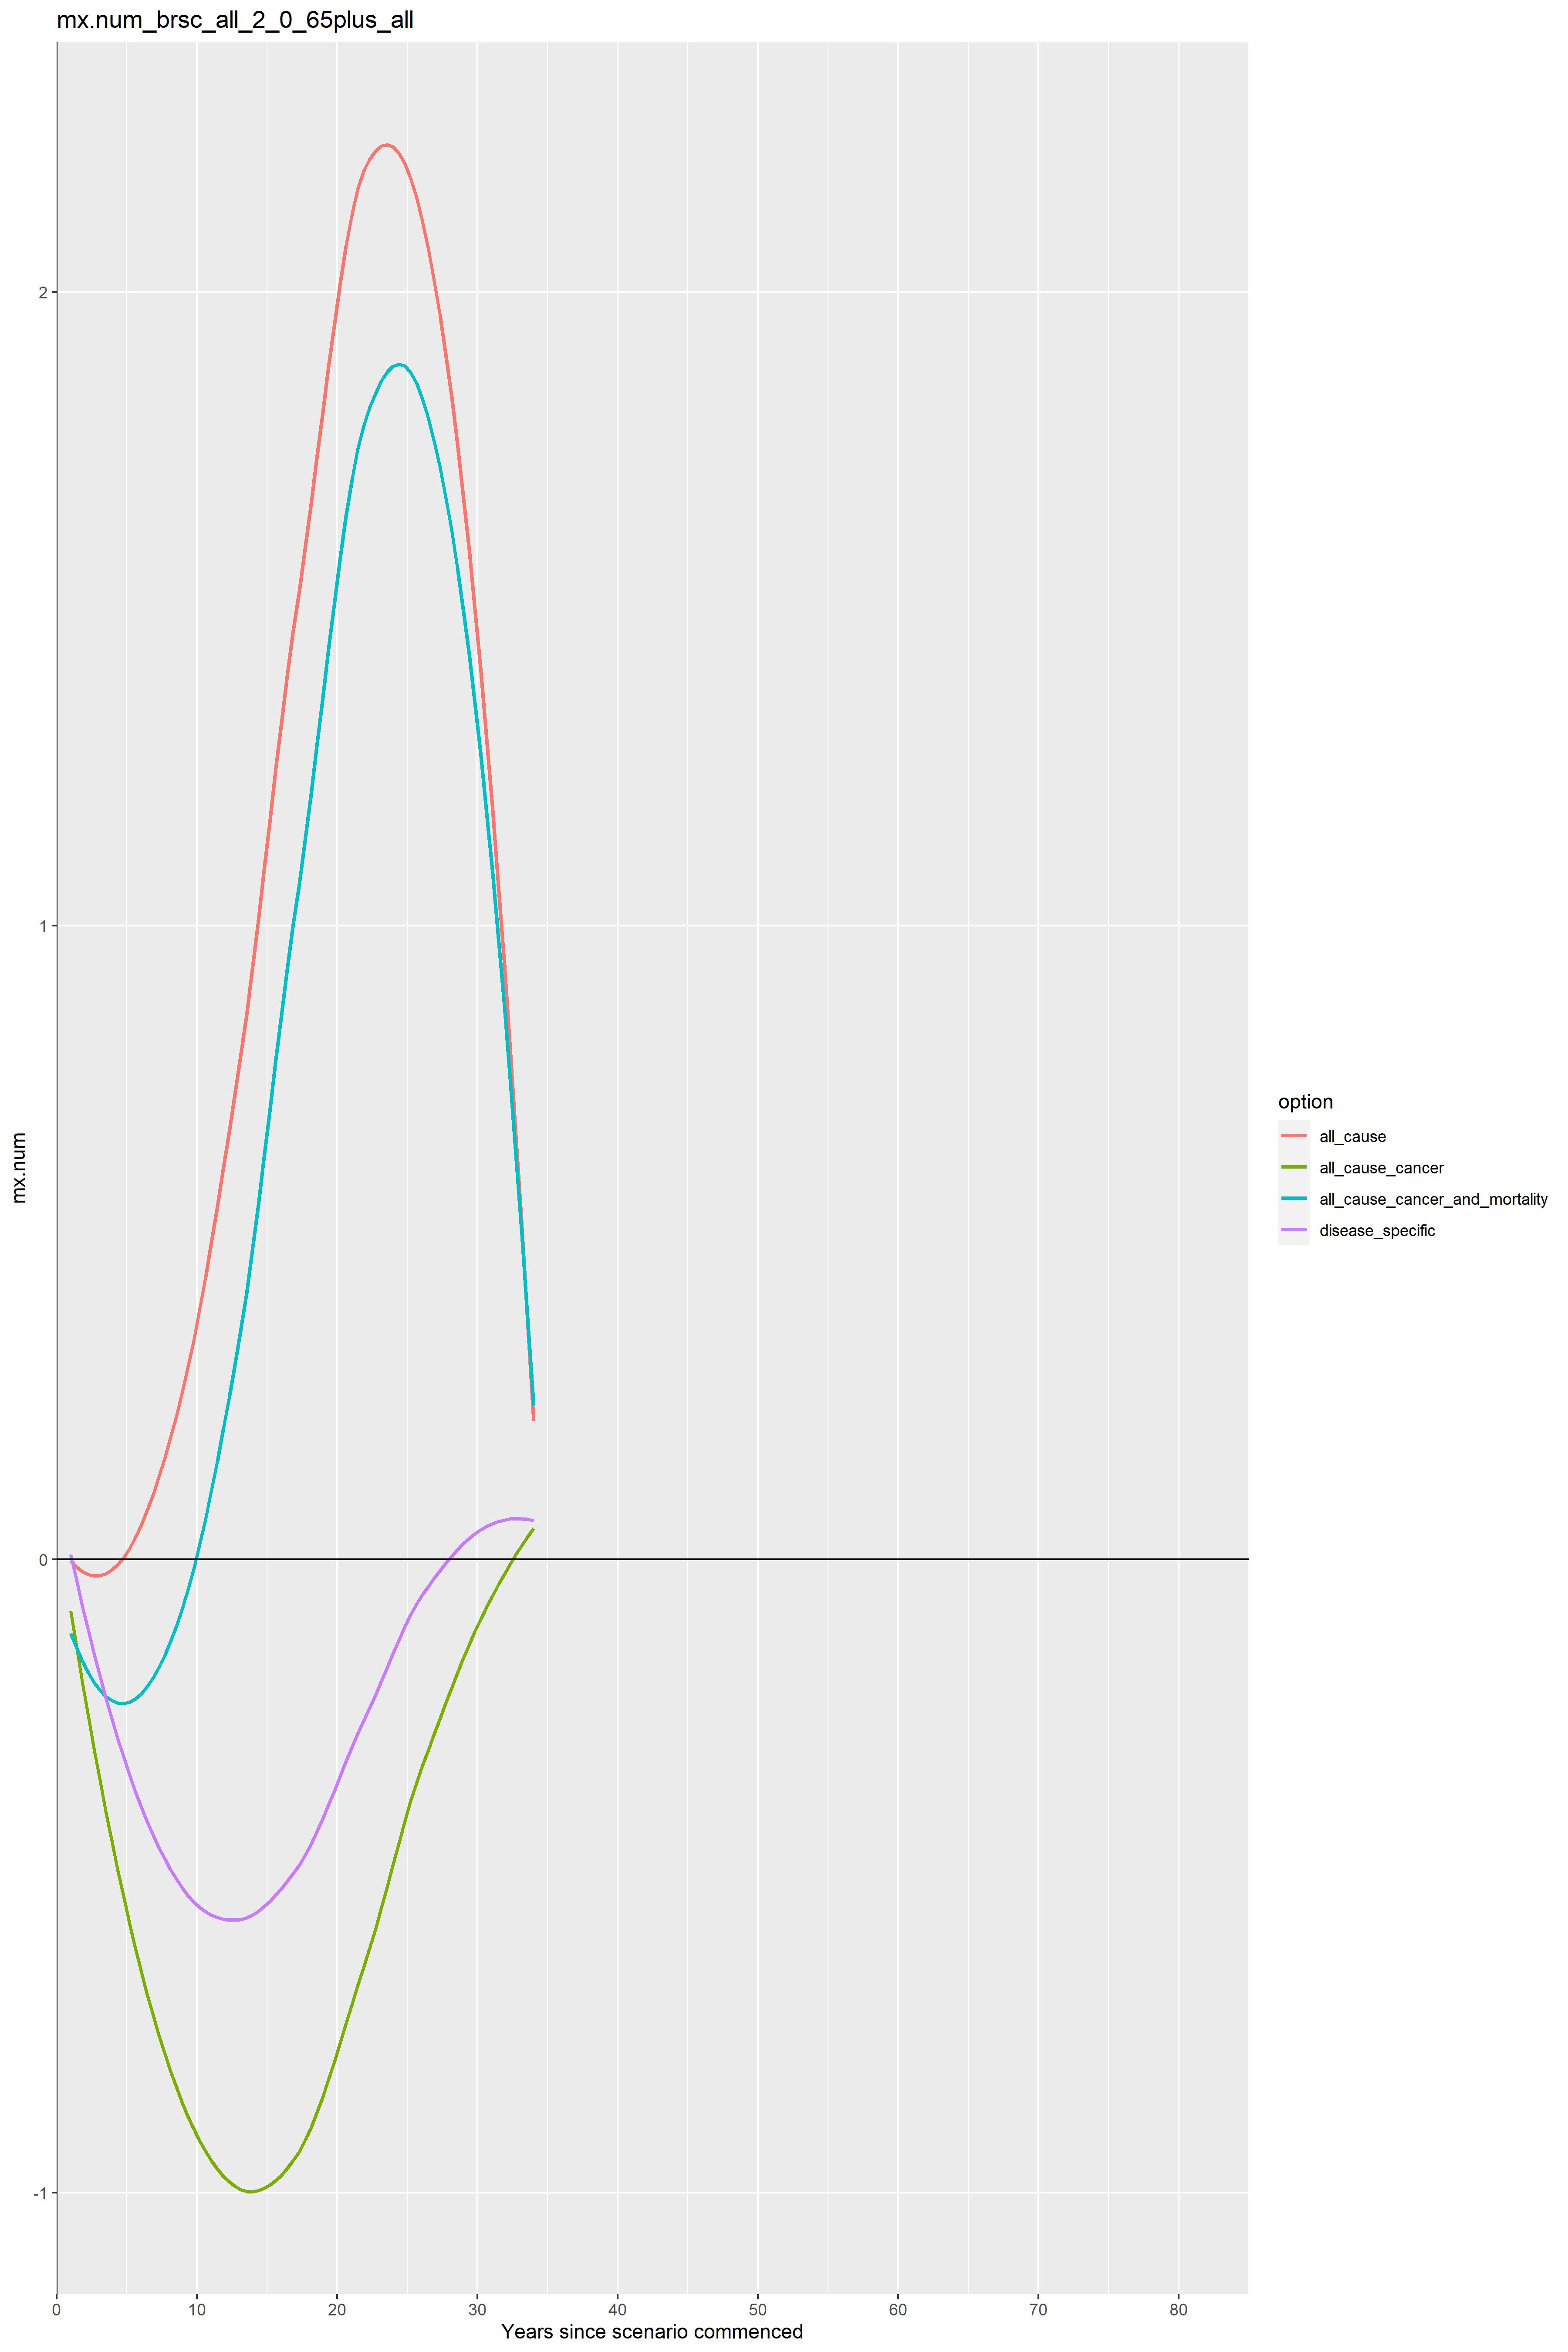 mx.num_brsc_all_2_0_65plus_all
2
1
0
-1
mx.num
0 10 20 30 40 50 60 70 80
Years since scenario commenced
option
all_cause
all_cause_cancer
all_cause_cancer_and_mortality
disease_specific